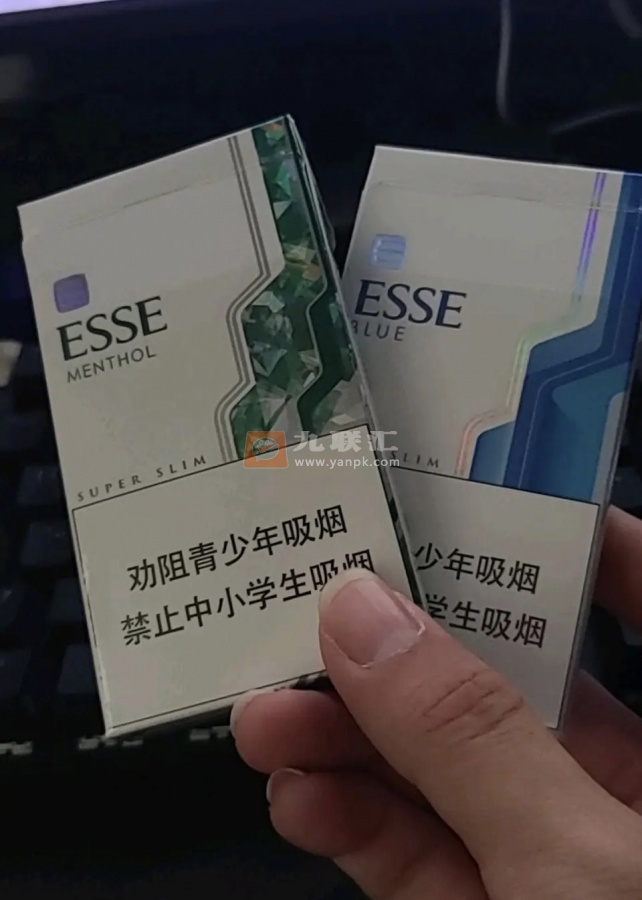 ESSE
MENTHOL
SUPER SLIM
劝阻青少年吸烟
禁止中小学生吸烟
ESSE
BLUE
SLIM
少年吸烟
学生吸烟
九联汇
www.yanpk.com